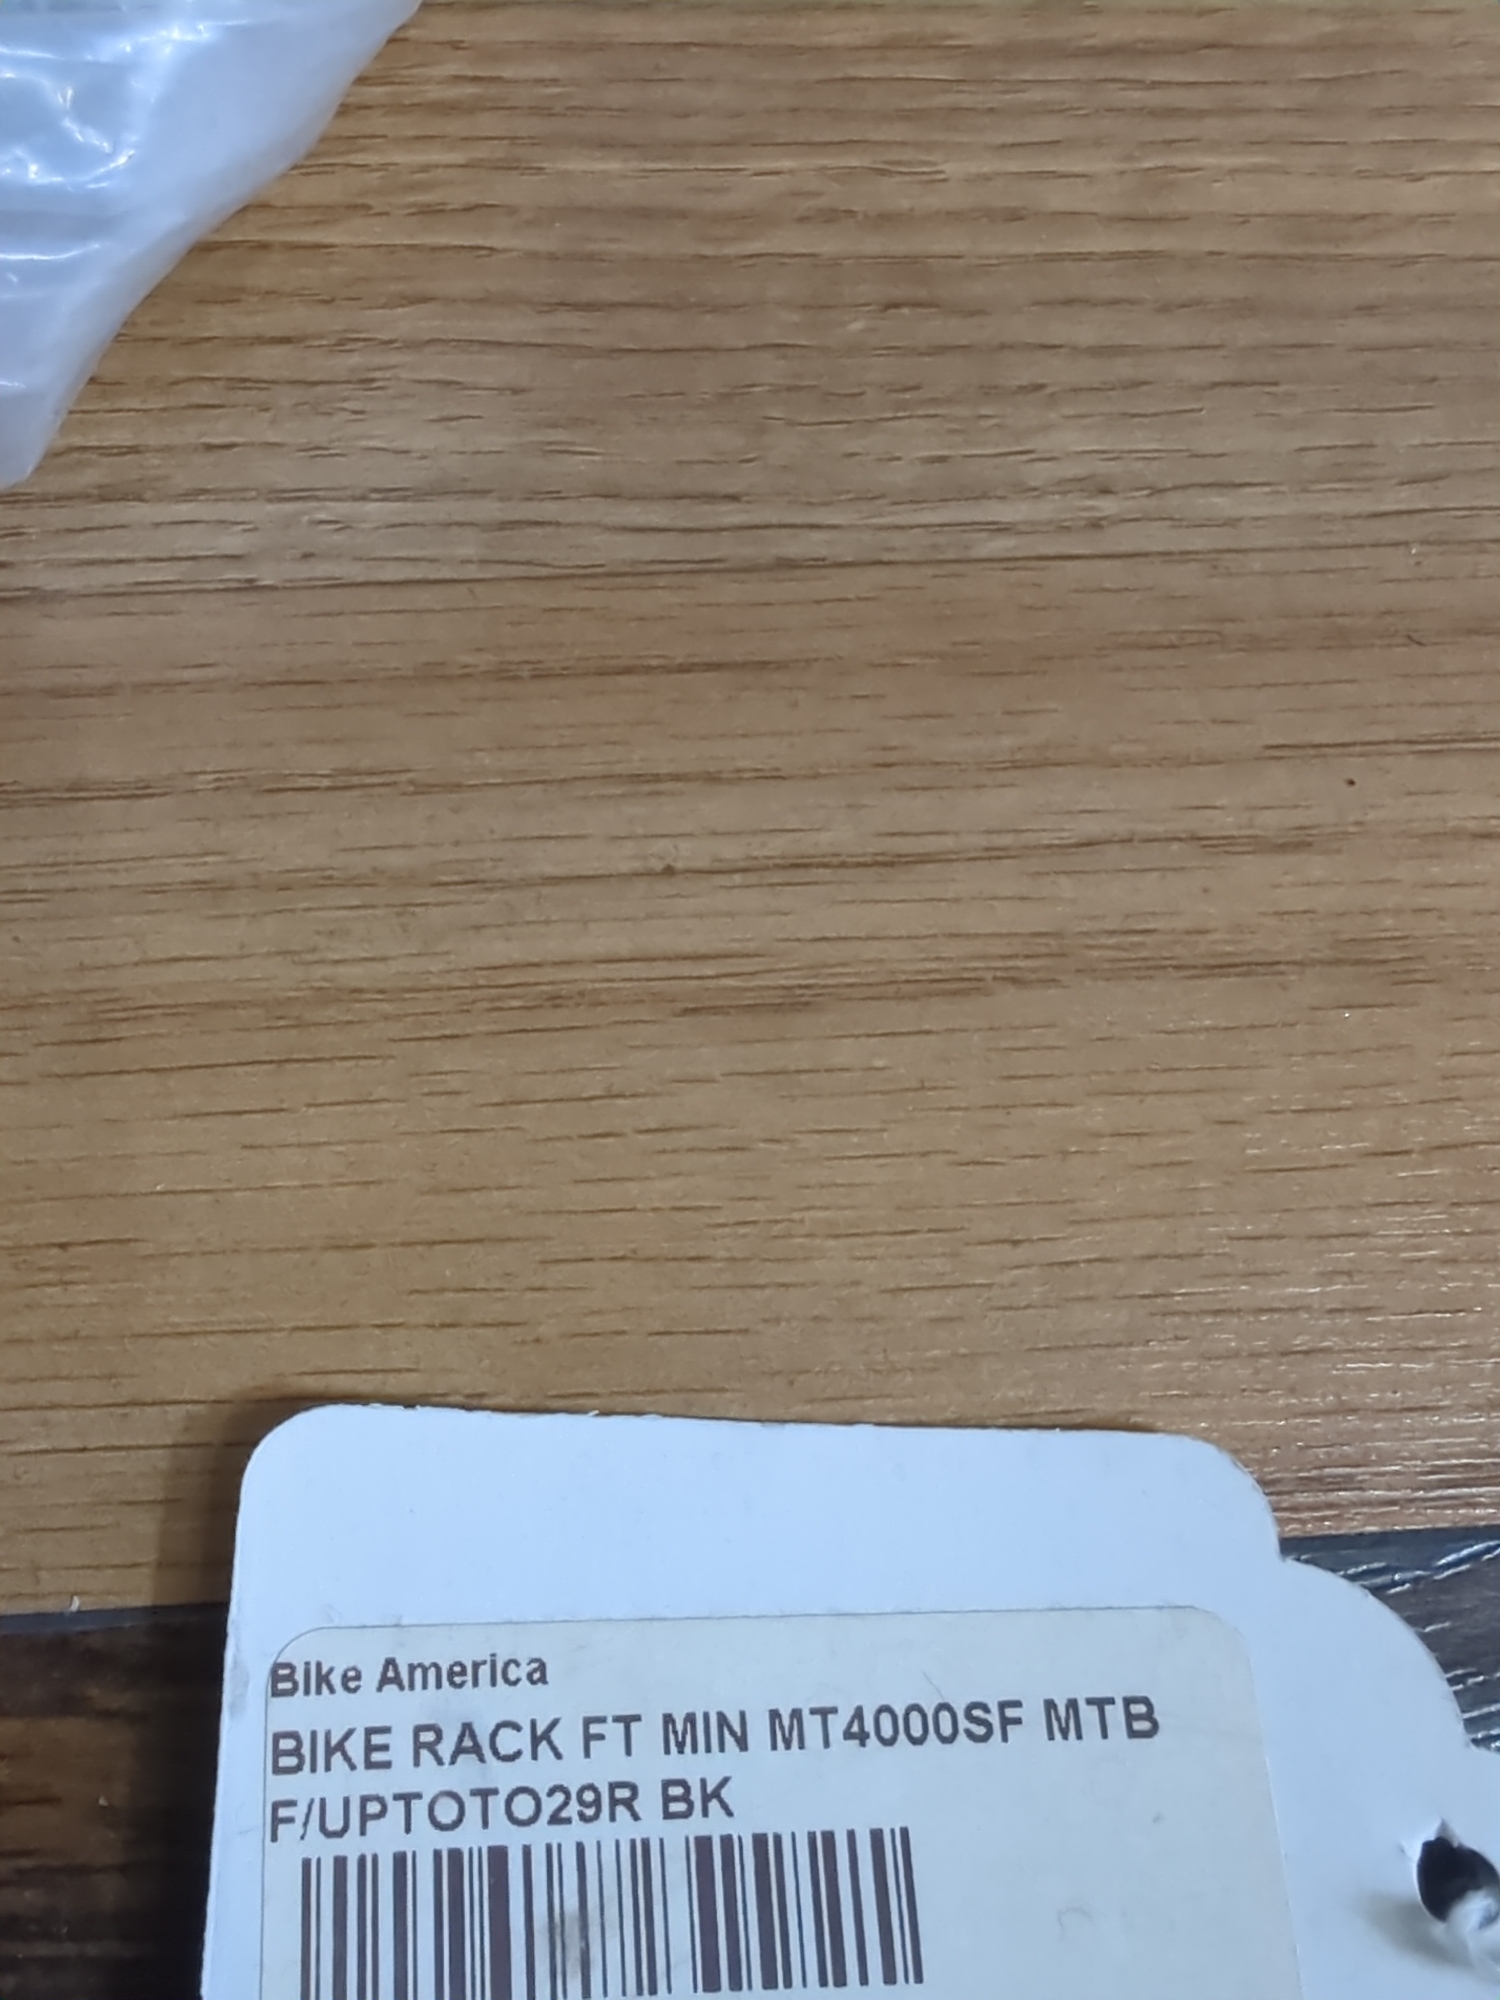 Bike America
BIKE RACK FT MIN MT4000SF MTB
F/UPTOTO29R BK